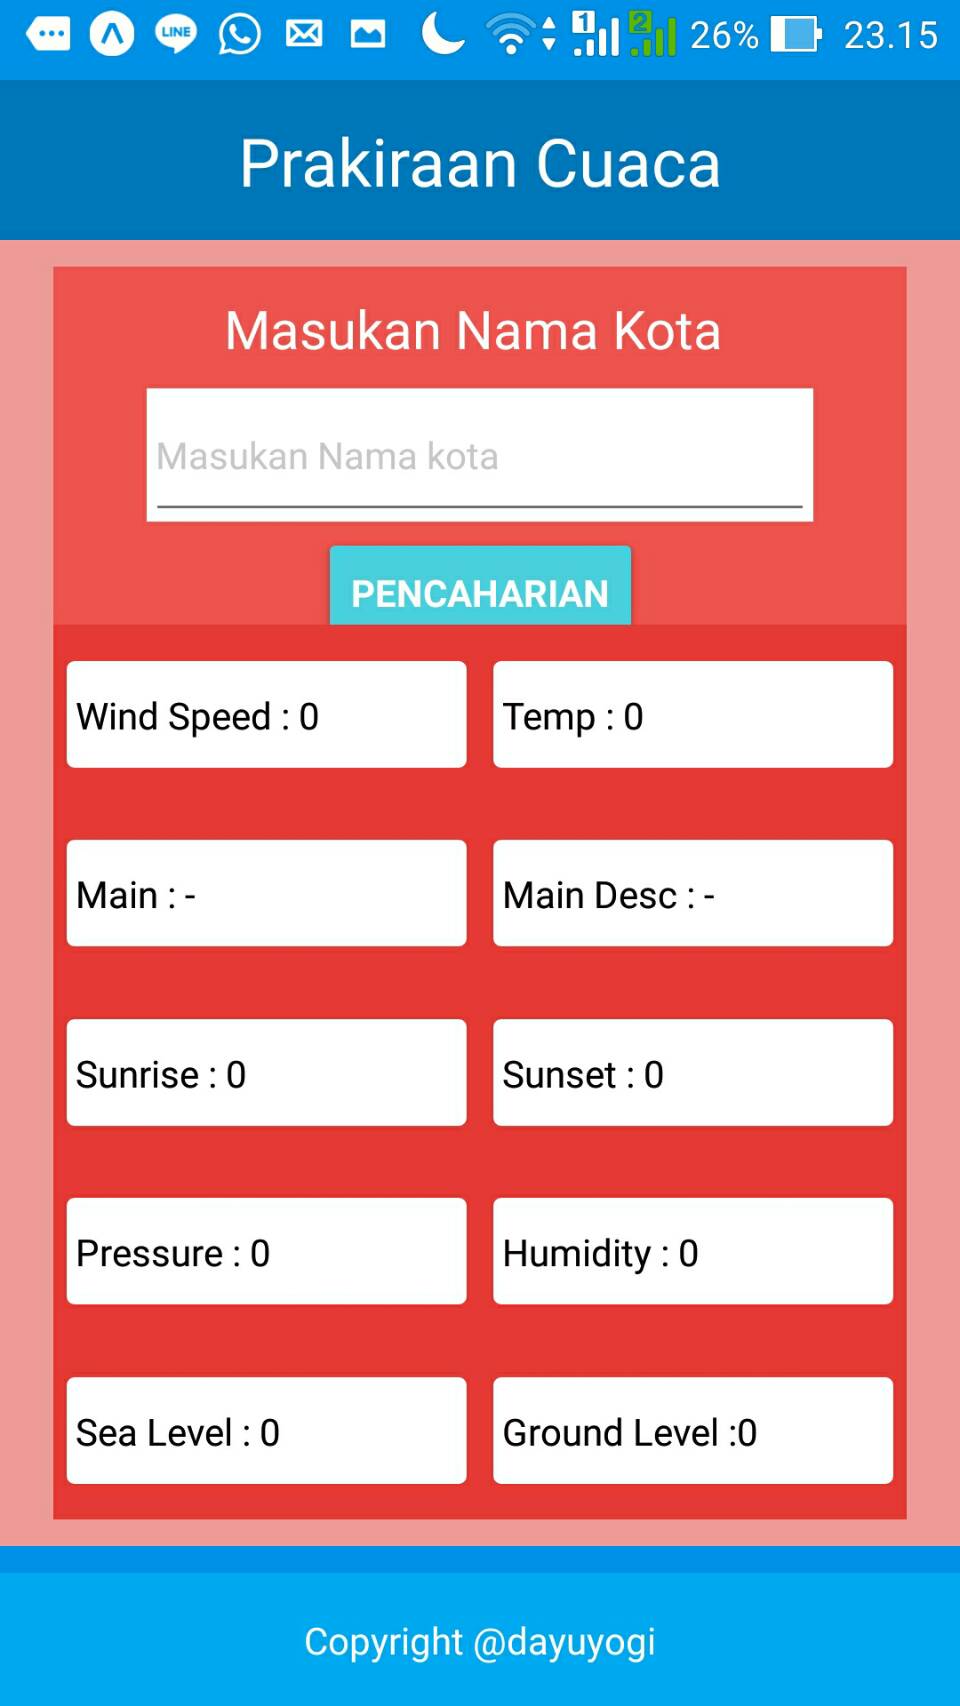 LINE
1
2
26%
23.15
Prakiraan Cuaca
Masukan Nama Kota
Masukan Nama kota
PENCAHARIAN
Wind Speed : 0
Temp : 0
Main : -
Main Desc : -
Sunrise : 0
Sunset : 0
Pressure : 0
Humidity : 0
Sea Level : 0
Ground Level :0
Copyright @dayuyogi